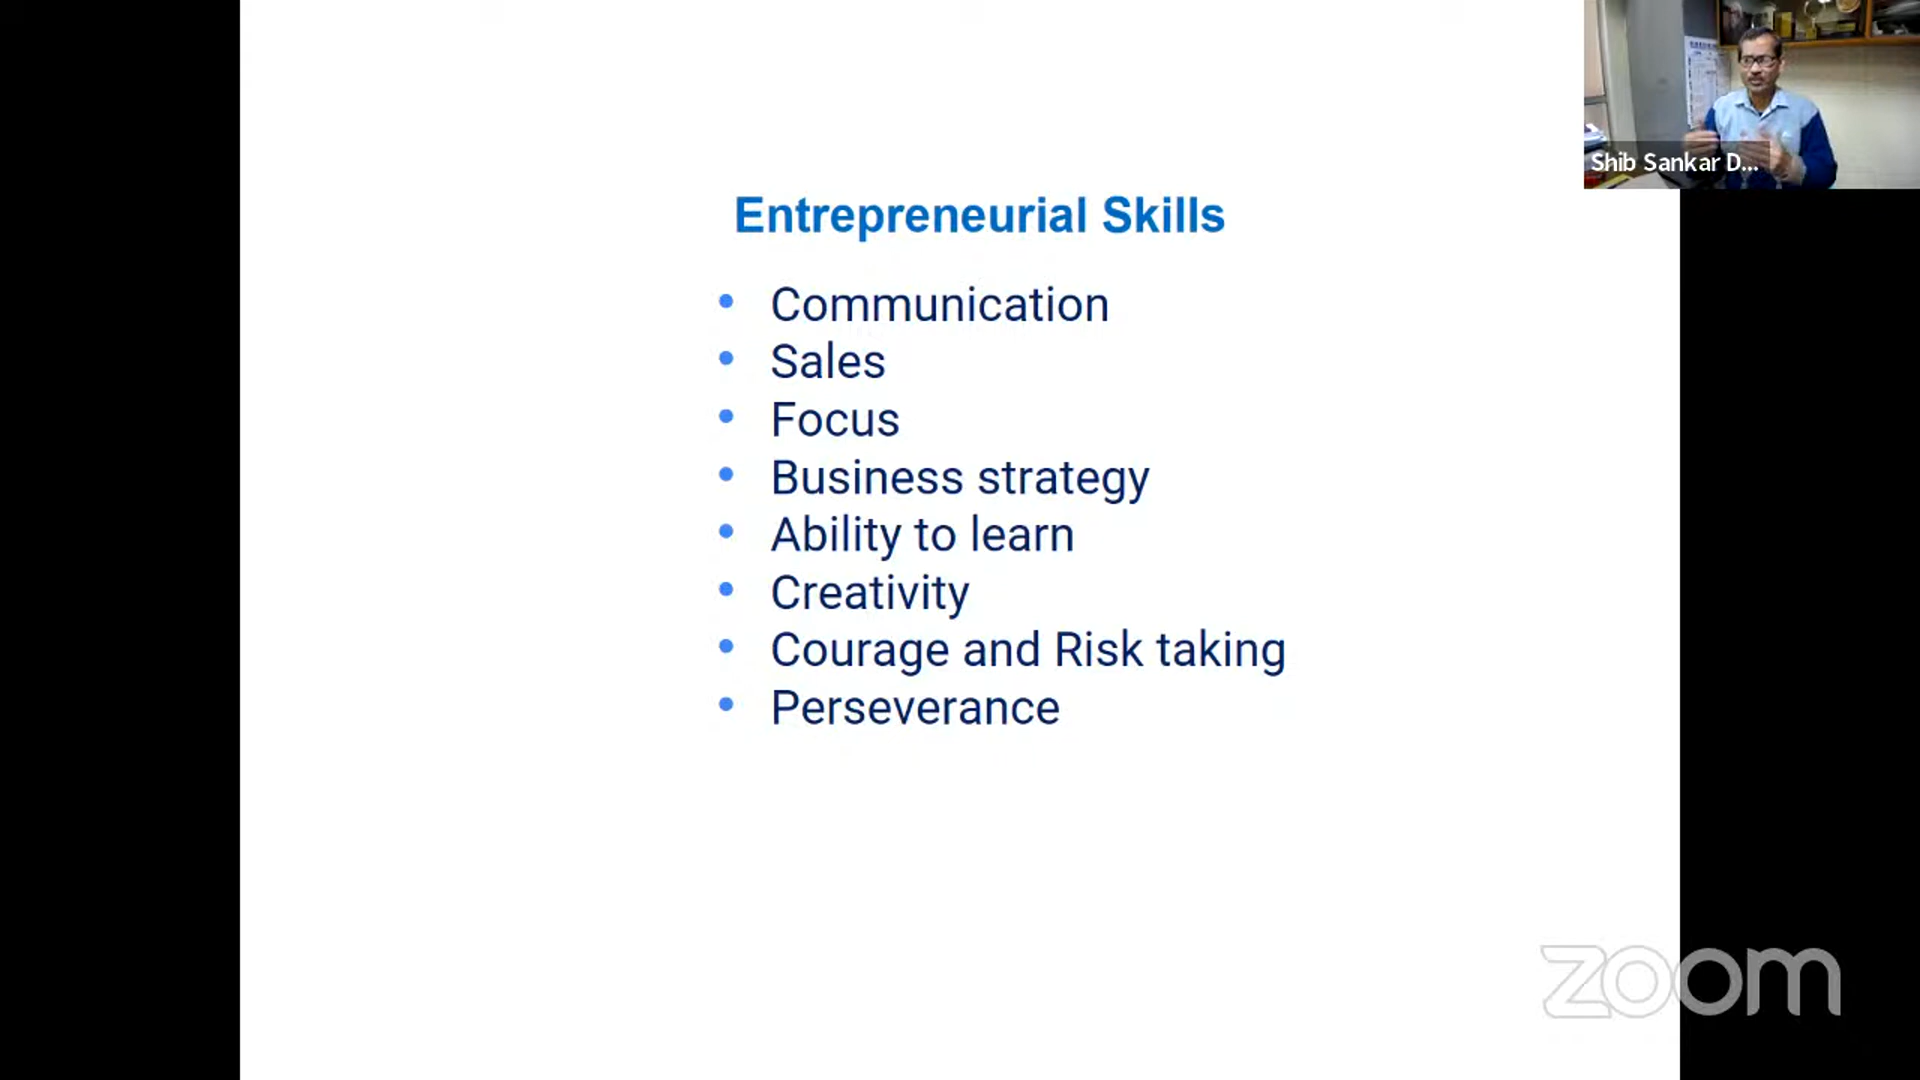 Shib Sankar D...
Entrepreneurial Skills
• Communication
• Sales
• Focus
• Business strategy
• Ability to learn
• Creativity
• Courage and Risk taking
• Perseverance
zoom